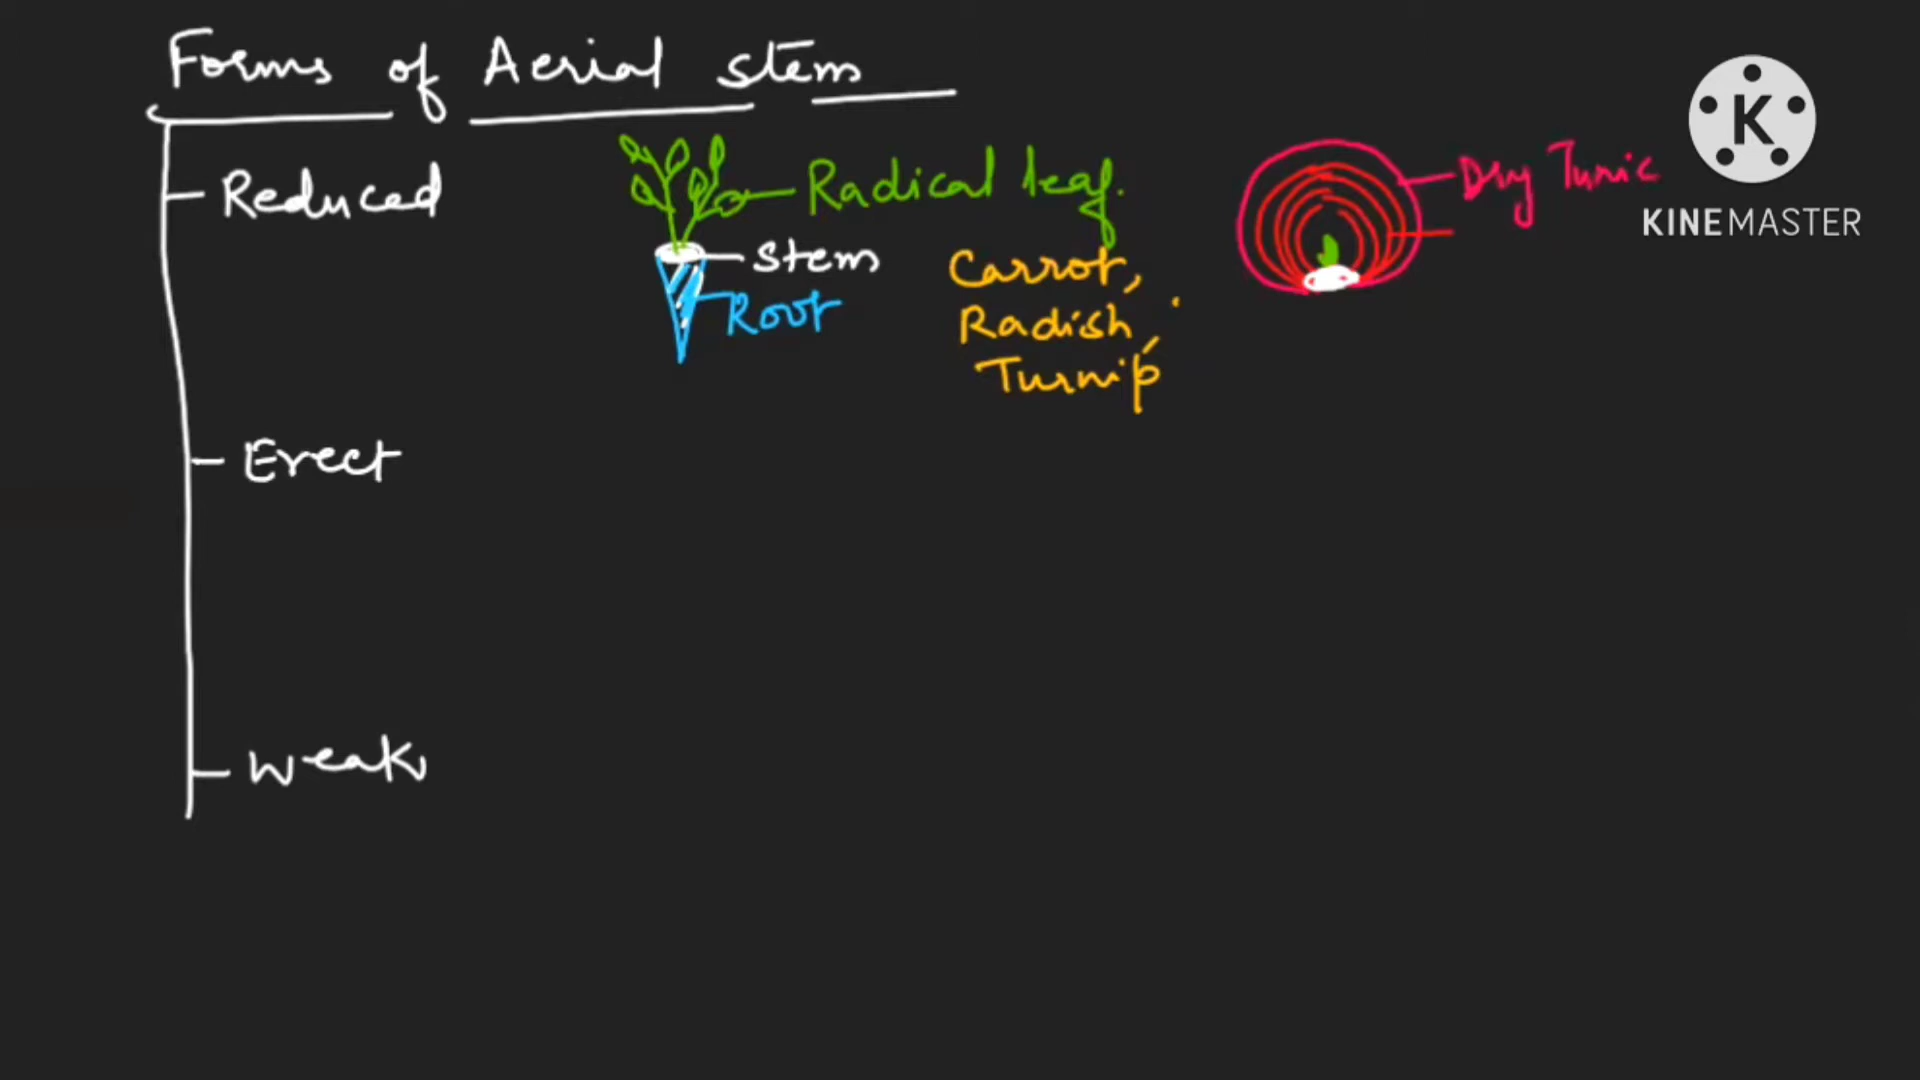 Forms of Aerial stem
Reduced
Radical leaf.
Stem
Root
Carrot,
Radish,
Turnip
Dry Tunic
Erect
Weak
K
KINEMASTER